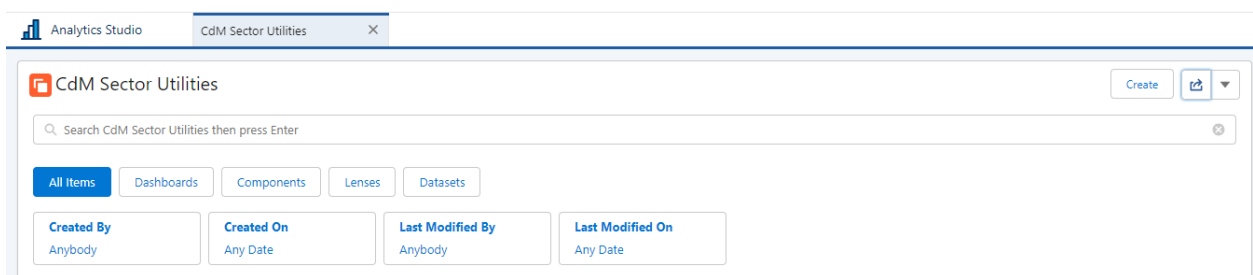 Analytics Studio
CdM Sector Utilities
CdM Sector Utilities
Create
Search CdM Sector Utilities then press Enter
All Items Dashboards Components Lenses Datasets
Created By Created On Last Modified By Last Modified On
Anybody Any Date Anybody Any Date